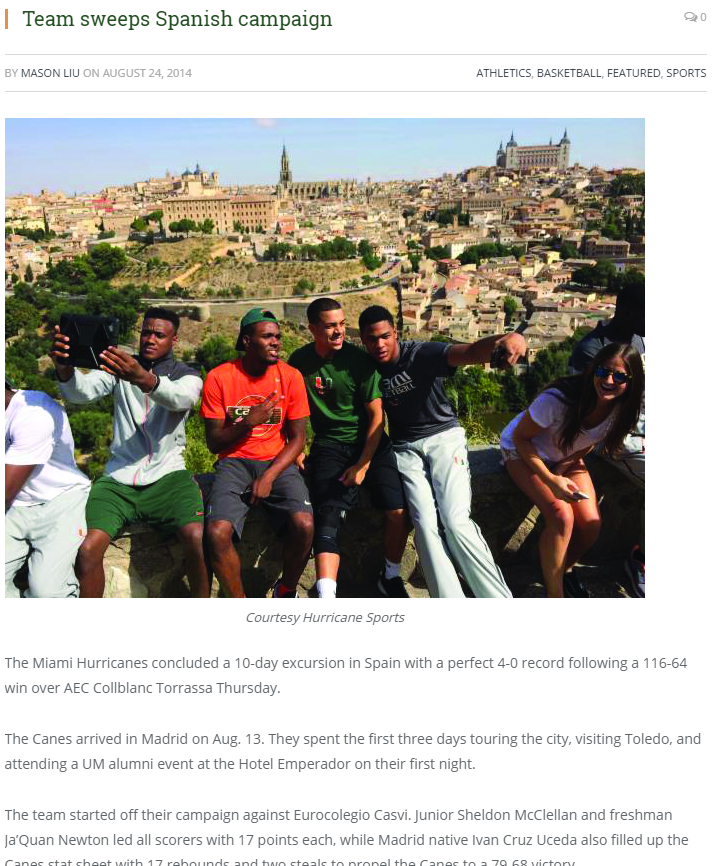 Team sweeps Spanish campaign
0
BY MASON LIU ON AUGUST 24, 2014
ATHLETICS, BASKETBALL, FEATURED, SPORTS
Courtesy Hurricane Sports
The Miami Hurricanes concluded a 10-day excursion in Spain with a perfect 4-0 record following a 116-64
win over AEC Collblanc Torrassa Thursday.
The Canes arrived in Madrid on Aug. 13. They spent the first three days touring the city, visiting Toledo, and
attending a UM alumni event at the Hotel Emperador on their first night.
The team started off their campaign against Eurocolegio Casvi. Junior Sheldon McClellan and freshman
Ja’Quan Newton led all scorers with 17 points each, while Madrid native Ivan Cruz Uceda also filled up the
Canes stat sheet with 17 rebounds and two steals to propel the Canes to a 79-68 victory.